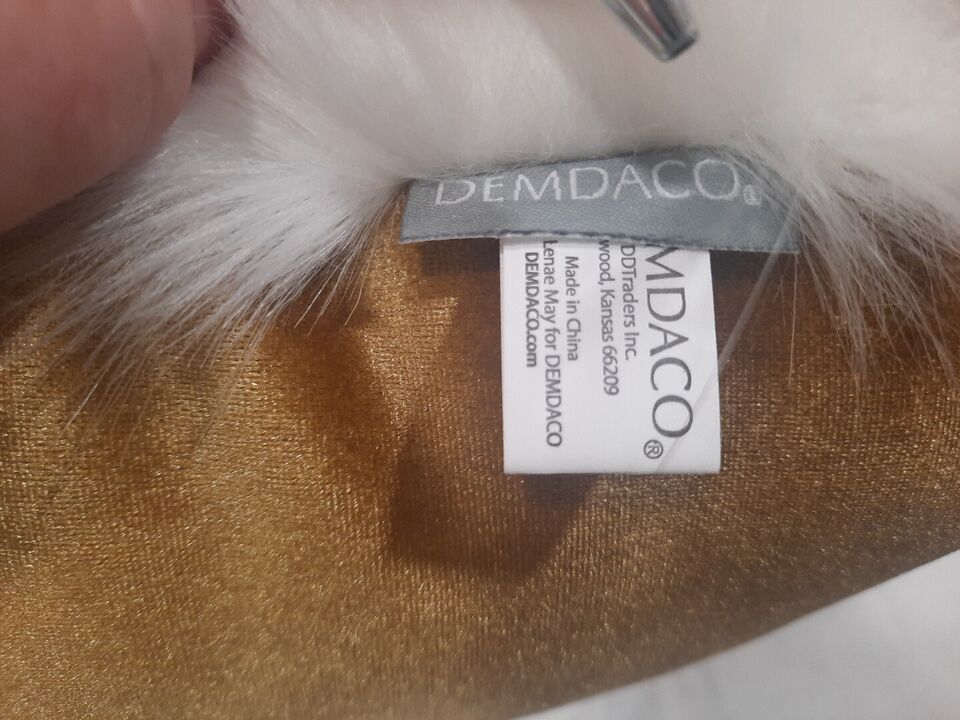 DEMDACO®
MDACO®
DDTraders Inc.
wood, Kansas 66209
Made in China
Lenae May for DEMDACO
DEMDACO.com